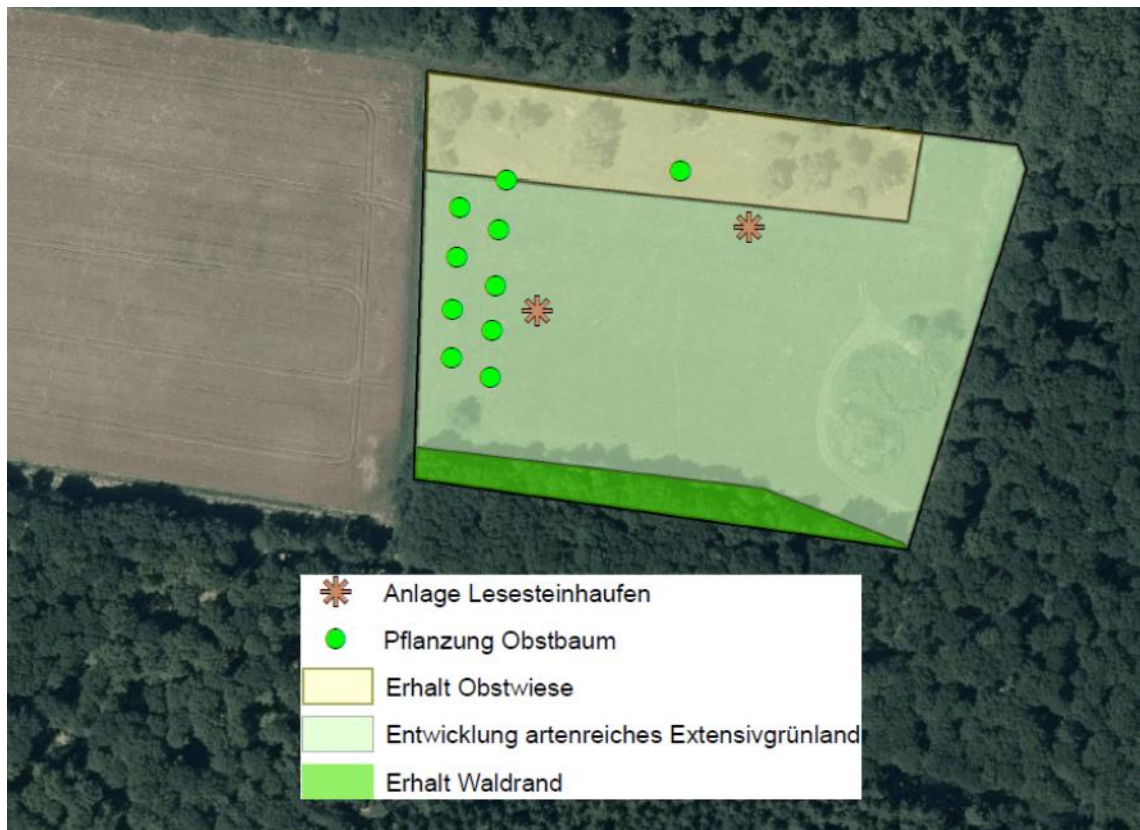 Anlage Lesesteinhaufen
Pflanzung Obstbaum
Erhalt Obstwiese
Entwicklung artenreiches Extensivgrünland
Erhalt Waldrand